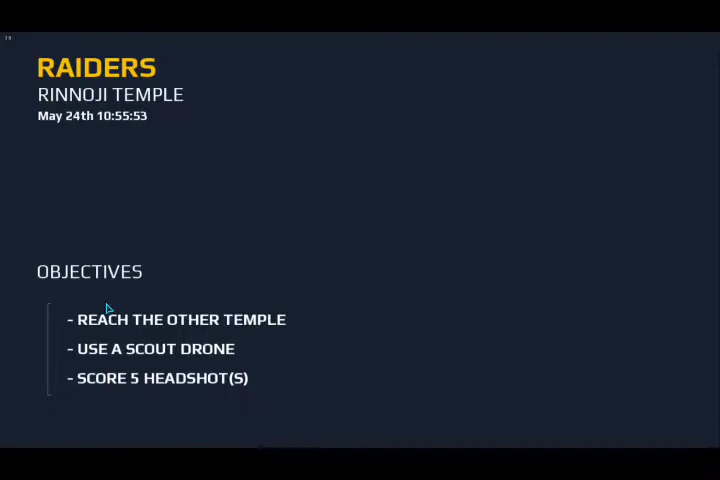 RAIDERS
RINNOJI TEMPLE
May 24th 10:55:53
OBJECTIVES
- REACH THE OTHER TEMPLE
- USE A SCOUT DRONE
- SCORE 5 HEADSHOT(S)